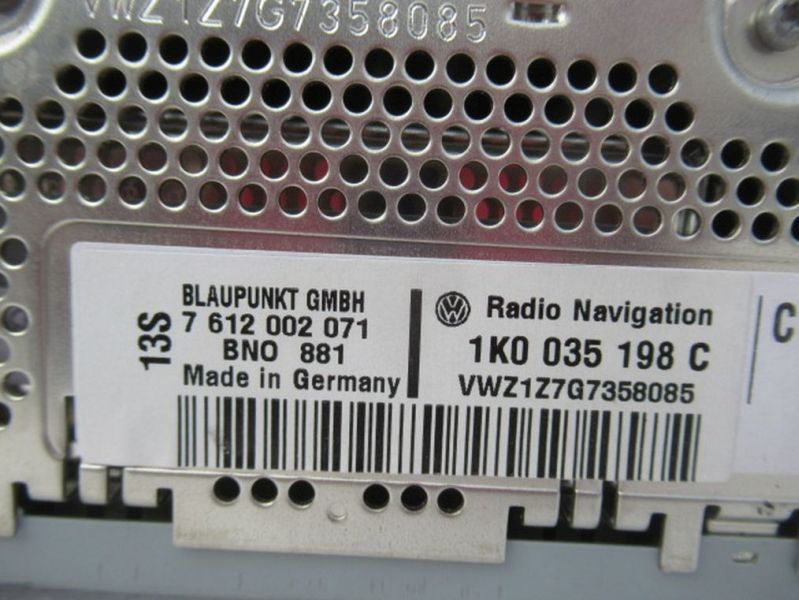 VWZ1Z7G7358085
13S
BLAUPUNKT GMBH
7 612 002 071
BNO 881
Made in Germany
Radio Navigation
1K0 035 198 C
VWZ1Z7G7358085
C